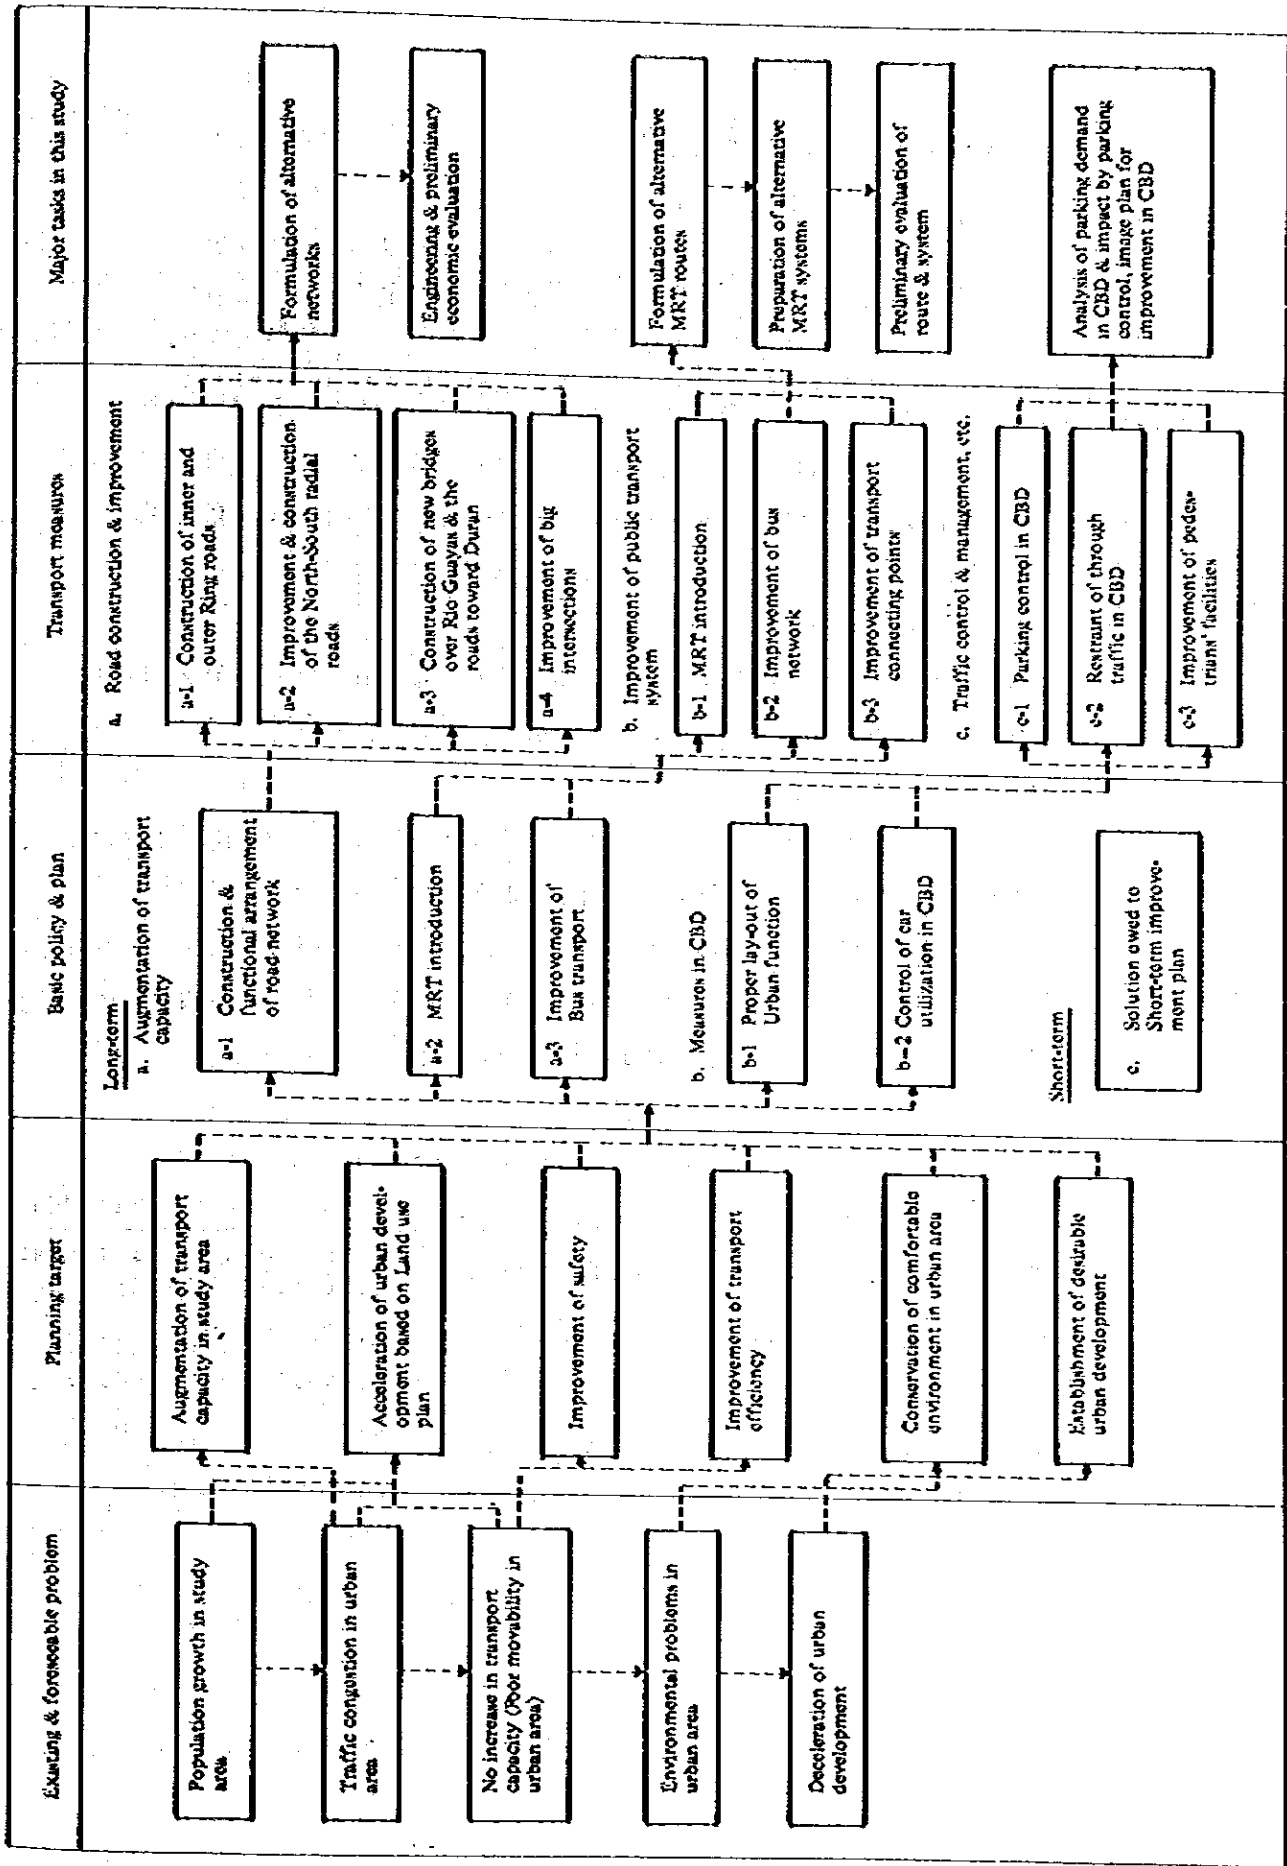 Existing & foreseeable problem
Population growth in study
area
Traffic congestion in urban
area
No increase in transport
capacity (Poor movability in
urban area)
Environmental problems in
urban area
Deceleration of urban
development
Planning target
Augmentation of transport
capacity in study area
Acceleration of urban devel-
opment based on Land use
plan
Improvement of safety
Improvement of transport
efficiency
Conservation of comfortable
environment in urban area
Establishment of desirable
urban development
Basic policy & plan
Long-term
a. Augmentation of transport
capacity
a-1 Construction &
functional arrangement
of road network
a-2 MRT introduction
a-3 Improvement of
Bus transport
b. Measures in CBD
b-1 Proper lay-out of
Urban function
b-2 Control of car
utilization in CBD
Short-term
c. Solution owed to
Short-term improve-
ment plan
Transport measures
a. Road construction & improvement
a-1 Construction of inner and
outer Ring roads
a-2 Improvement & construction
of the North-South radial
roads
a-3 Construction of new bridges
over Rio Guayas & the
roads toward Duran
a-4 Improvement of big
intersections
b. Improvement of public transport
system
b-1 MRT introduction
b-2 Improvement of bus
network
b-3 Improvement of transport
connecting points
c. Traffic control & management, etc.
c-1 Parking control in CBD
c-2 Restraint of through
traffic in CBD
c-3 Improvement of pedes-
trians' facilities
Major tasks in this study
Formulation of alternative
networks
Engineering & preliminary
economic evaluation
Formulation of alternative
MRT routes
Preparation of alternative
MRT systems
Preliminary evaluation of
route & system
Analysis of parking demand
in CBD & impact by parking
control, image plan for
improvement in CBD